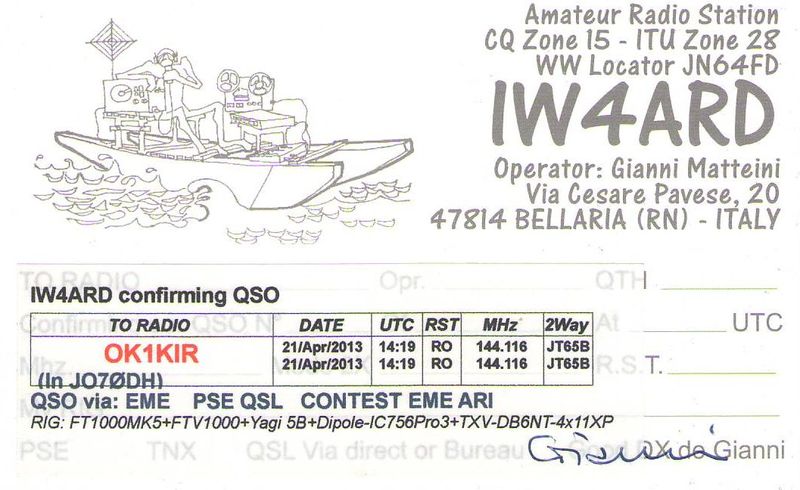 Amateur Radio Station
CQ Zone 15 - ITU Zone 28
WW Locator JN64FD
IW4ARD
Operator: Gianni Matteini
Via Cesare Pavese, 20
47814 BELLARIA (RN) - ITALY
TO RADIO Opr. QTH
IW4ARD confirming QSO
TO RADIO DATE UTC RST MHz 2Way
Confirming QSO N° At UTC
OK1KIR 21/Apr/2013 14:19 RO 144.116 JT65B
21/Apr/2013 14:19 RO 144.116 JT65B
Mhz. R.S.T.
(In JO7ØDH)
QSO via: EME PSE QSL CONTEST EME ARI
RIG: FT1000MK5+FTV1000+Yagi 5B+Dipole-IC756Pro3+TXV-DB6NT-4x11XP
PSE TNX QSL Via direct or Bureau Good DX de Gianni
Gianni